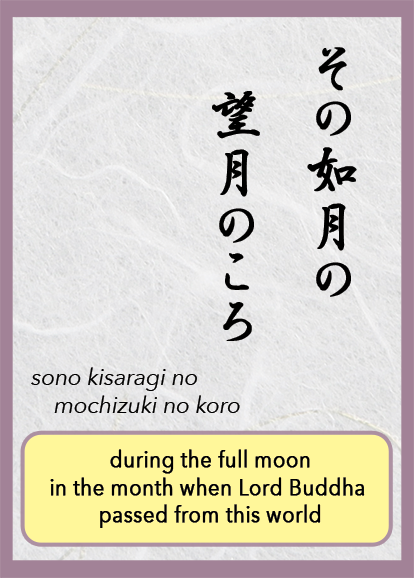 その如月の
望月のころ
sono kisaragi no
mochizuki no koro
during the full moon
in the month when Lord Buddha
passed from this world